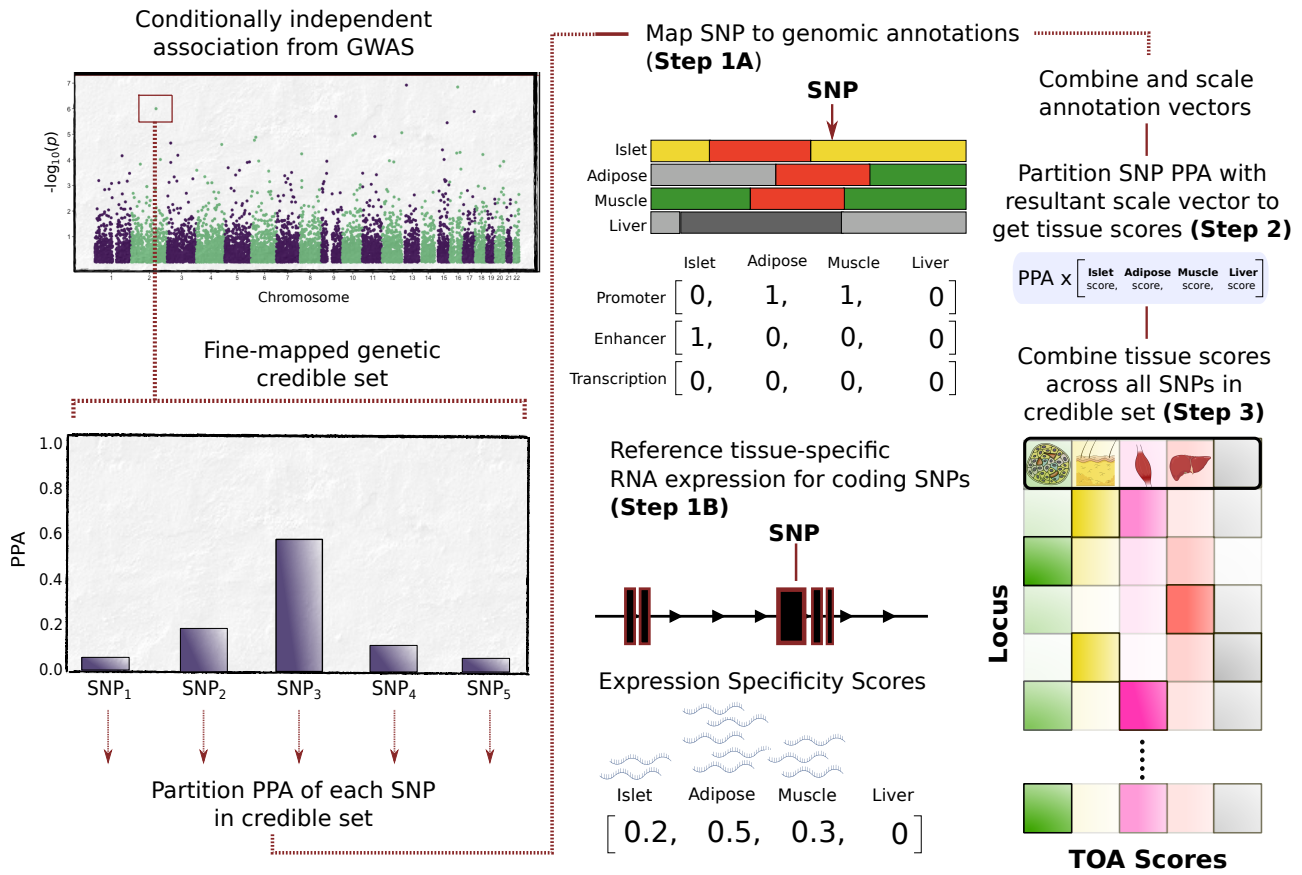 Conditionally independent
association from GWAS
-log10(p)
7
6
5
4
3
2
1
1 2 3 4 5 6 7 8 9 10 11 12 13 14 15 16 17 18 19 20 21 22
Chromosome
Fine-mapped genetic
credible set
PPA
1.0
0.8
0.6
0.4
0.2
0.0
SNP1 SNP2 SNP3 SNP4 SNP5
Partition PPA of each SNP
in credible set
Map SNP to genomic annotations
(Step 1A)
SNP
Islet
Adipose
Muscle
Liver
Islet Adipose Muscle Liver
Promoter [0, 1, 1, 0]
Enhancer [1, 0, 0, 0]
Transcription [0, 0, 0, 0]
Reference tissue-specific
RNA expression for coding SNPs
(Step 1B)
SNP
Expression Specificity Scores
Islet Adipose Muscle Liver
[0.2, 0.5, 0.3, 0]
Combine and scale
annotation vectors
Partition SNP PPA with
resultant scale vector to
get tissue scores (Step 2)
PPA x [Islet score, Adipose score, Muscle score, Liver score]
Combine tissue scores
across all SNPs in
credible set (Step 3)
Locus
TOA Scores